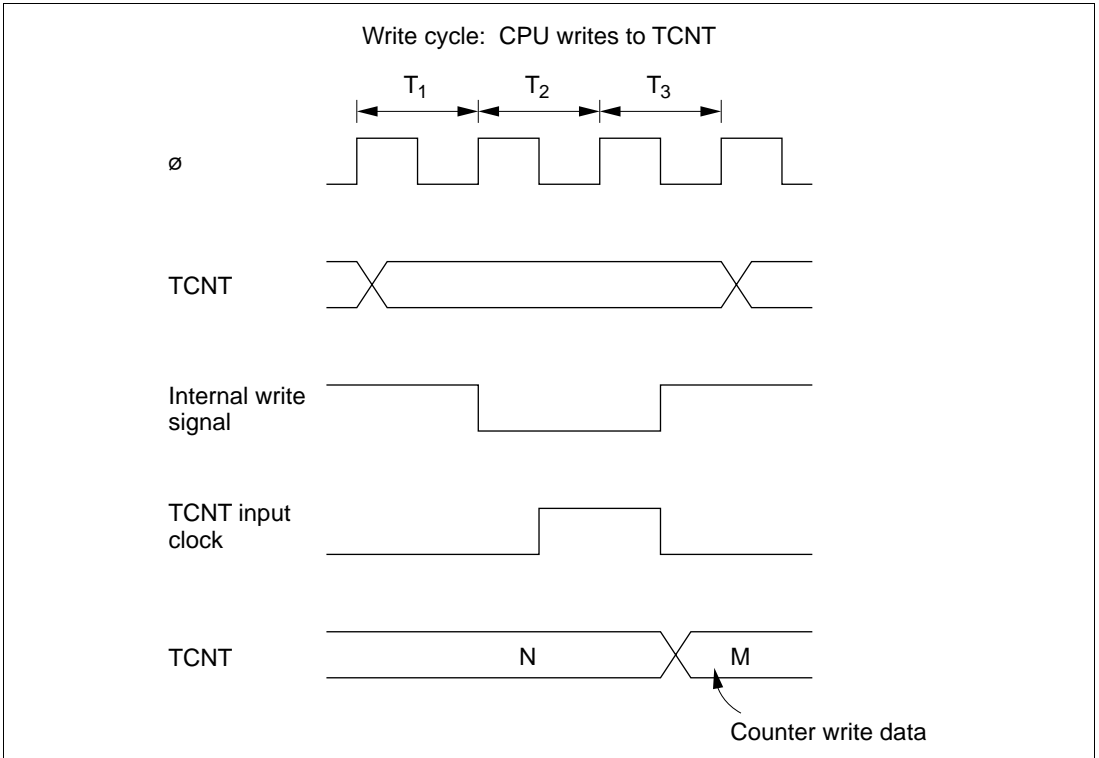 Write cycle: CPU writes to TCNT
T1 T2 T3
ø
TCNT
Internal write
signal
TCNT input
clock
TCNT
N M
Counter write data